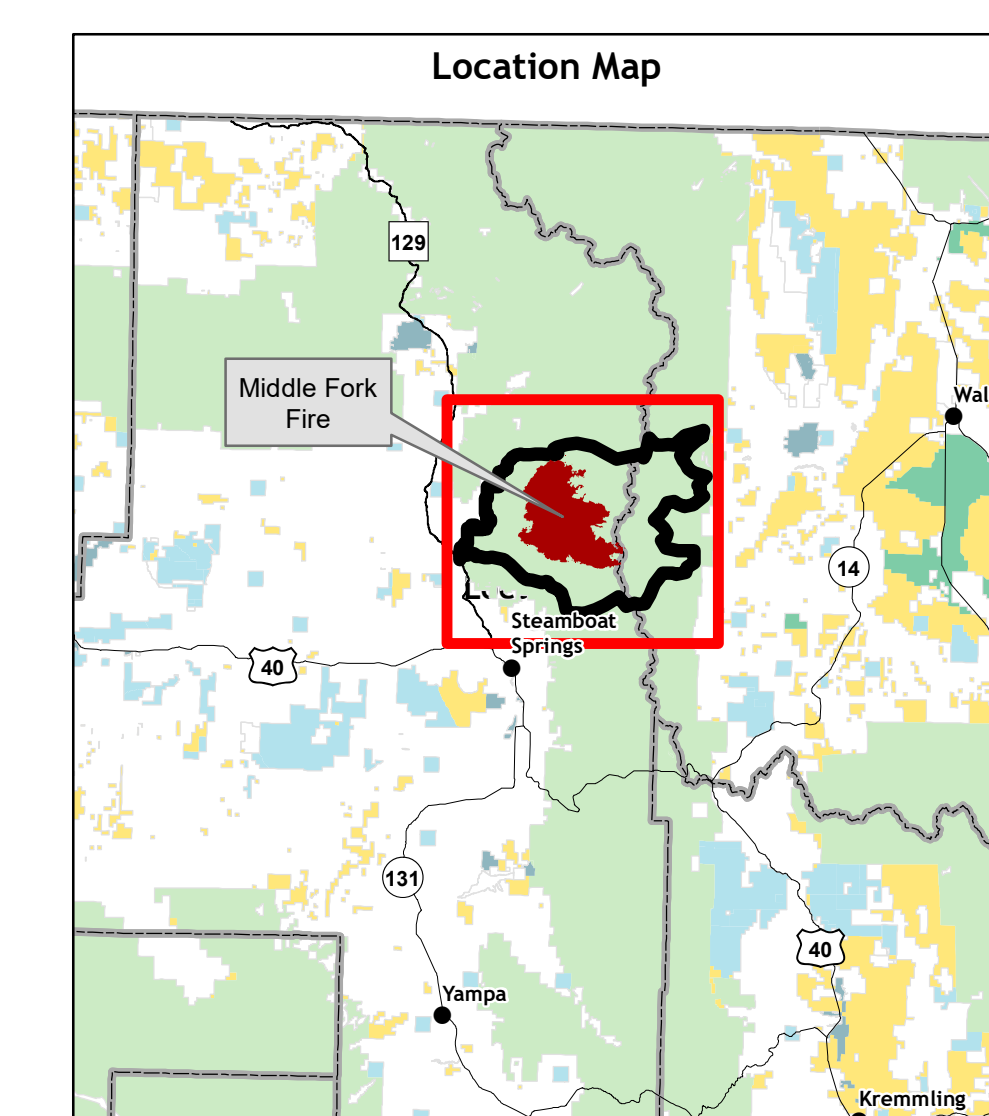 Location Map
129
Middle Fork
Fire
Wal
14
Steamboat
Springs
40
131
40
Yampa
Kremmling